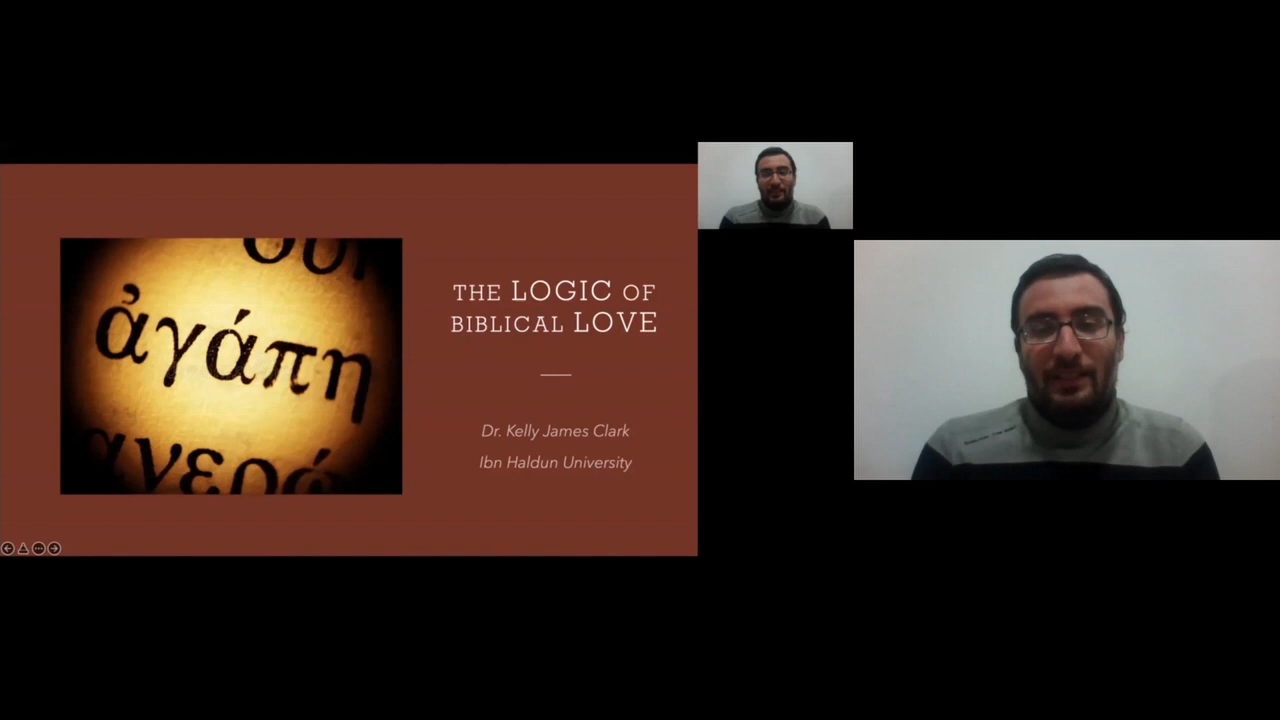 ἀγάπη
THE LOGIC OF
BIBLICAL LOVE
Dr. Kelly James Clark
Ibn Haldun University